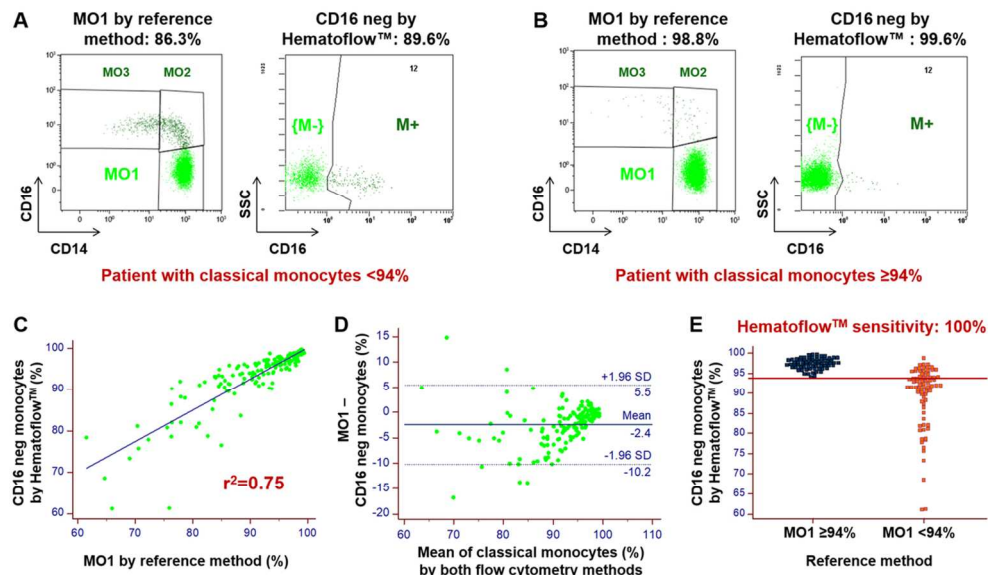 A
MO1 by reference
method: 86.3%
CD16 neg by
Hematoflow™: 89.6%
MO3
MO2
MO1
CD16
CD14
12
{M-}
M+
SSC
CD16
Patient with classical monocytes <94%
B
MO1 by reference
method : 98.8%
CD16 neg by
Hematoflow™ : 99.6%
MO3
MO2
MO1
CD16
CD14
12
{M-}
M+
SSC
CD16
Patient with classical monocytes ≥94%
C
CD16 neg monocytes
by Hematoflow™ (%)
100
90
80
70
60
r²=0.75
60 70 80 90 100
MO1 by reference method (%)
D
MO1 –
CD16 neg monocytes (%)
15
10
5
0
-5
-10
-15
-20
+1.96 SD
5.5
Mean
-2.4
-1.96 SD
-10.2
60 70 80 90 100 110
Mean of classical monocytes (%)
by both flow cytometry methods
E
Hematoflow™ sensitivity: 100%
CD16 neg monocytes
by Hematoflow™ (%)
100
95
90
85
80
75
70
65
60
MO1 ≥94% MO1 <94%
Reference method